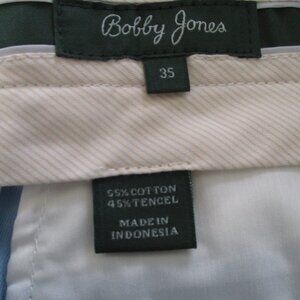 Bobby Jones
35
55% COTTON
45% TENCEL
MADE IN
INDONESIA